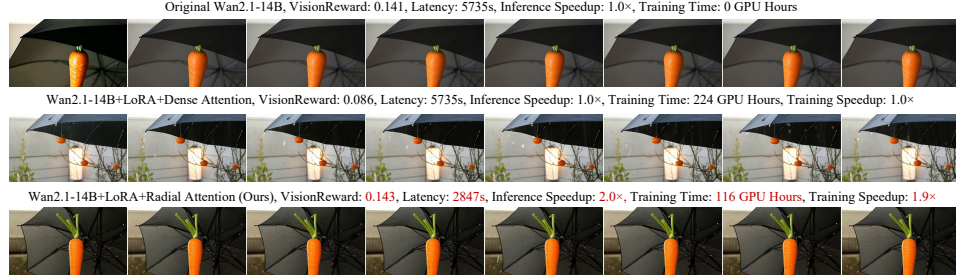 Original Wan2.1-14B, VisionReward: 0.141, Latency: 5735s, Inference Speedup: 1.0×, Training Time: 0 GPU Hours
Wan2.1-14B+LoRA+Dense Attention, VisionReward: 0.086, Latency: 5735s, Inference Speedup: 1.0×, Training Time: 224 GPU Hours, Training Speedup: 1.0×
Wan2.1-14B+LoRA+Radial Attention (Ours), VisionReward: 0.143, Latency: 2847s, Inference Speedup: 2.0×, Training Time: 116 GPU Hours, Training Speedup: 1.9×